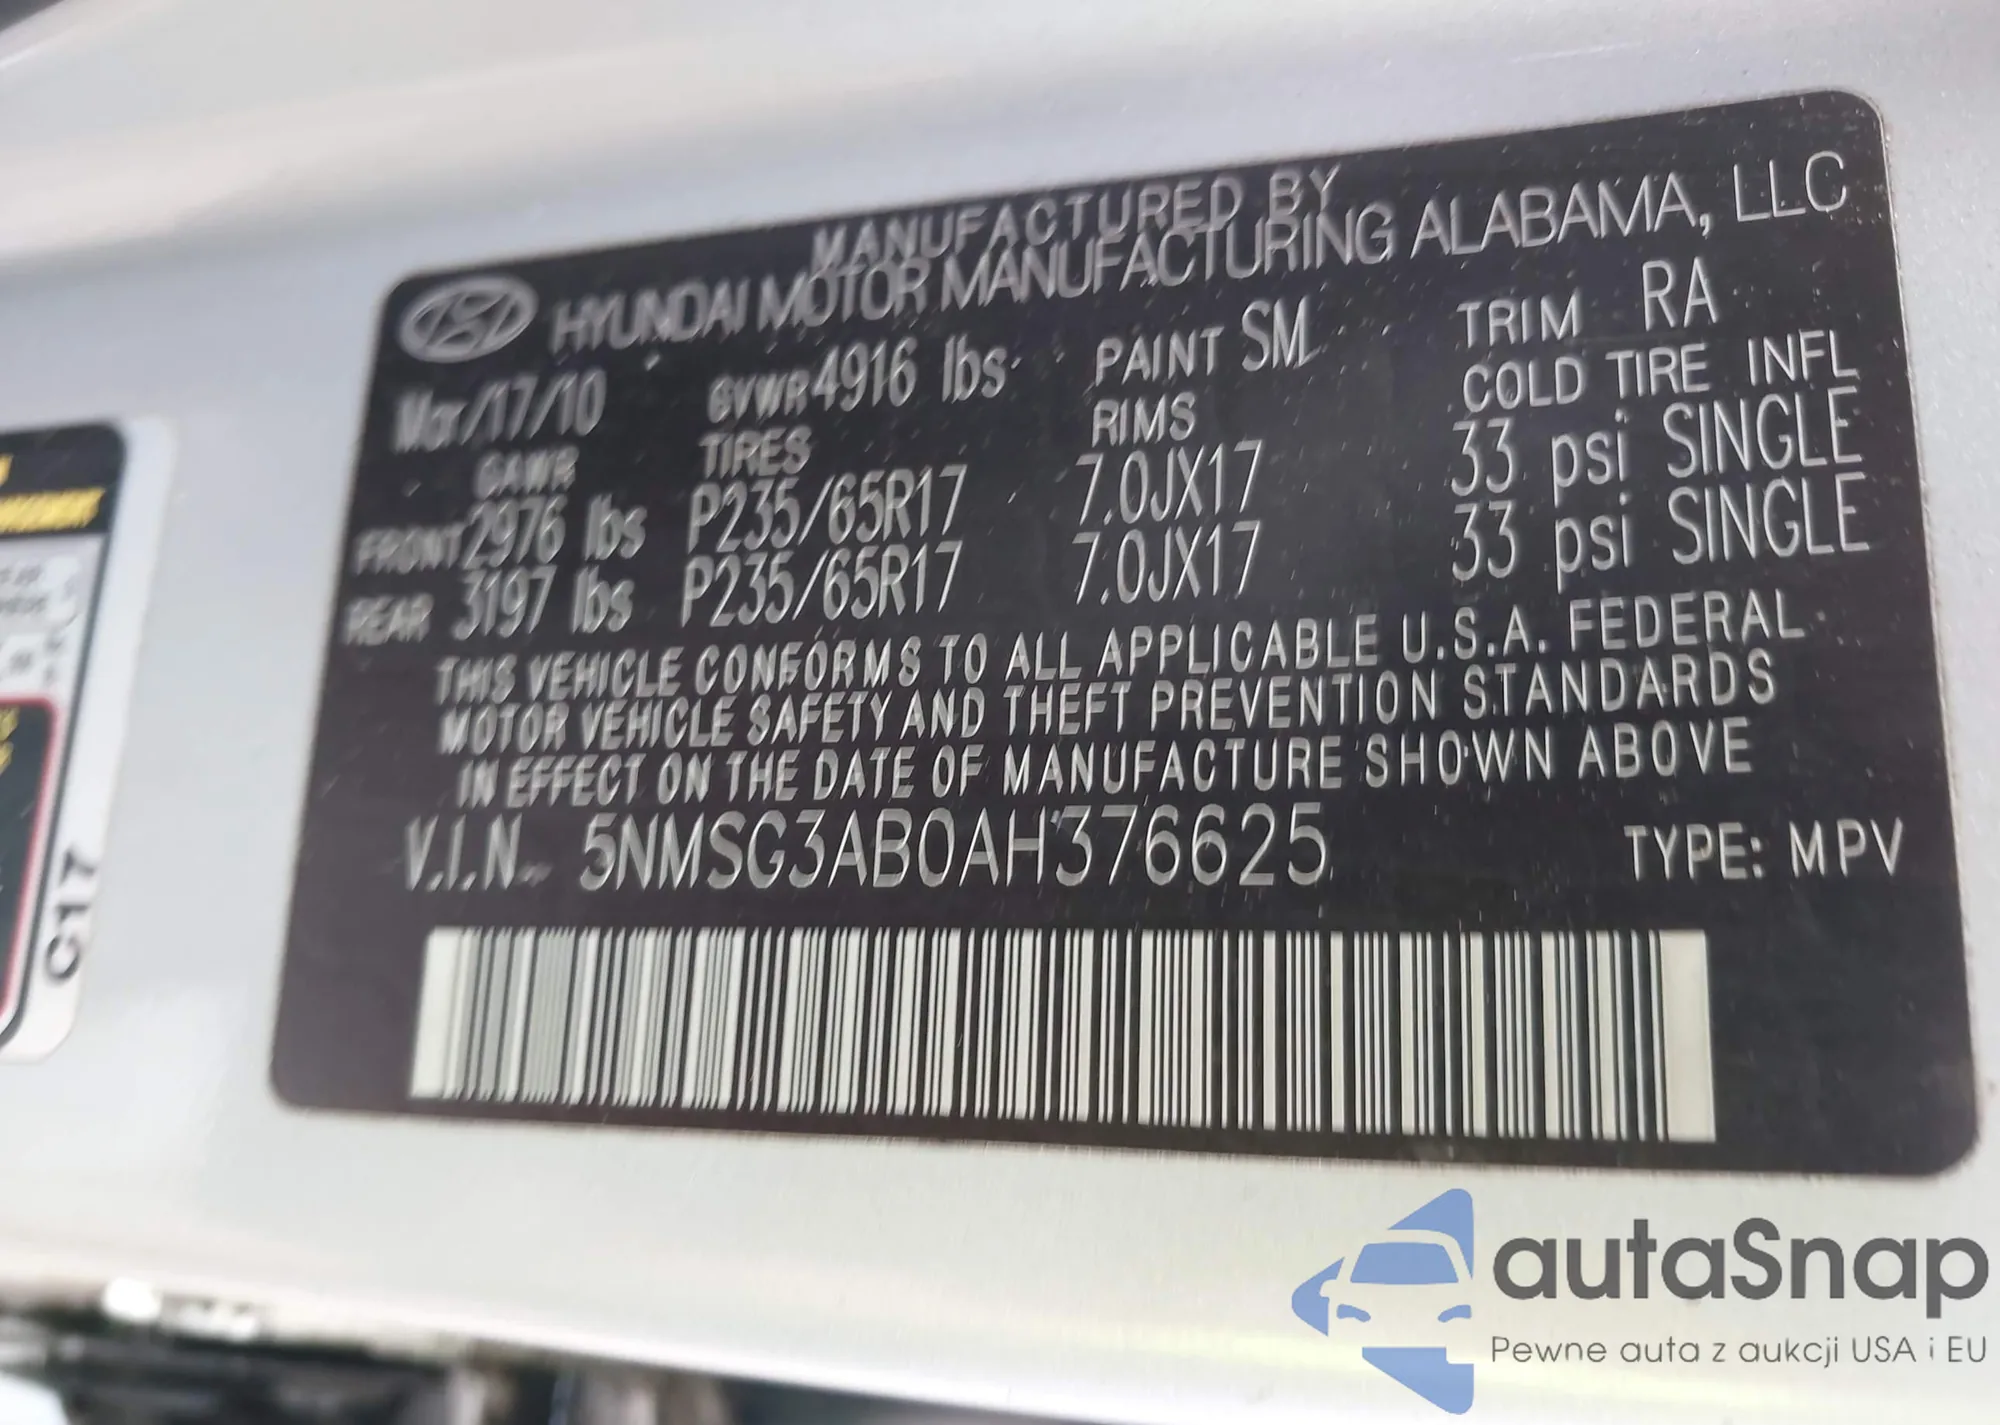 MANUFACTURED BY
HYUNDAI MOTOR MANUFACTURING ALABAMA, LLC
Mar/17/10 GVWR 4916 lbs PAINT SM TRIM RA
GAWR TIRES RIMS COLD TIRE INFL
FRONT 2976 lbs P235/65R17 7.0JX17 33 psi SINGLE
REAR 3197 lbs P235/65R17 7.0JX17 33 psi SINGLE
THIS VEHICLE CONFORMS TO ALL APPLICABLE U.S.A. FEDERAL
MOTOR VEHICLE SAFETY AND THEFT PREVENTION STANDARDS
IN EFFECT ON THE DATE OF MANUFACTURE SHOWN ABOVE
V.I.N. 5NMSG3AB0AH376625 TYPE: MPV
C17
autaSnap
Pewne auta z aukcji USA i EU